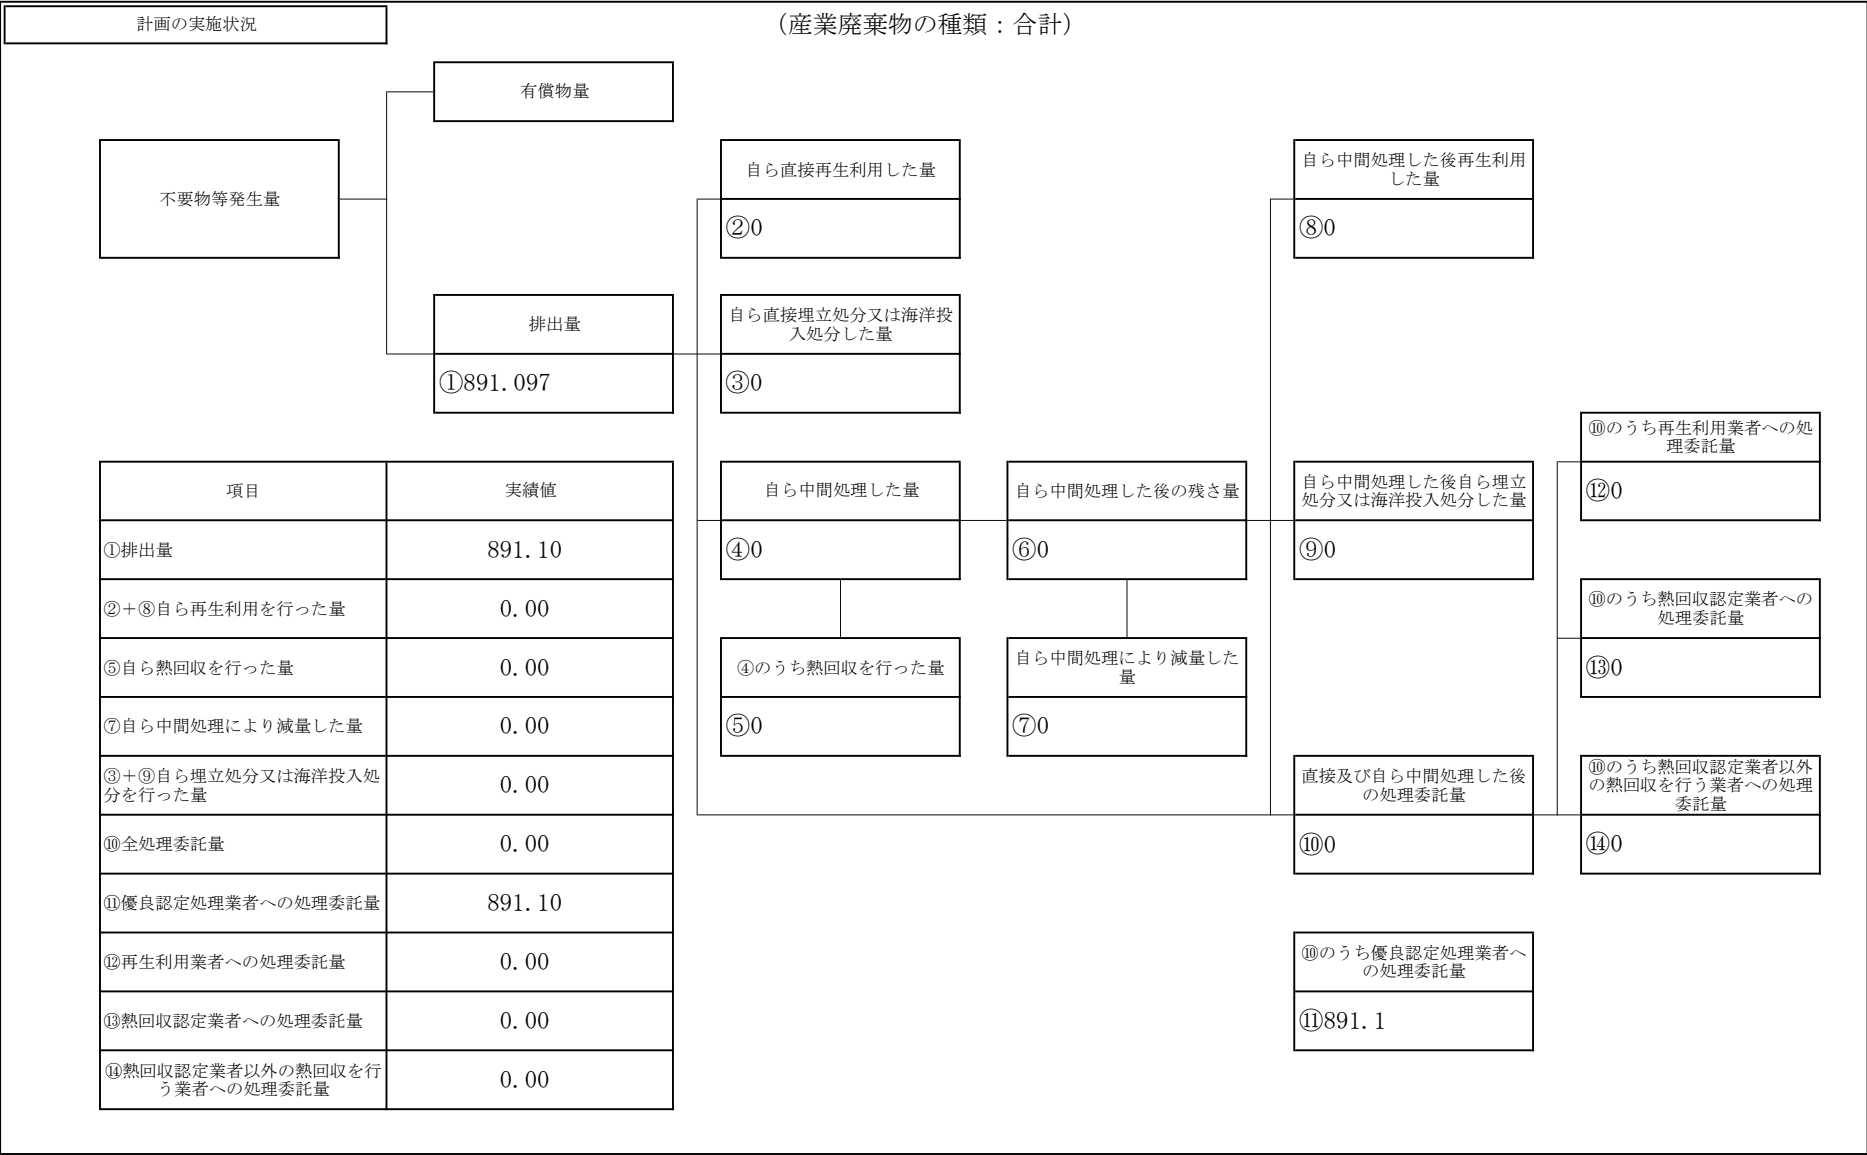 計画の実施状況
（産業廃棄物の種類：合計）
有償物量
不要物等発生量
自ら直接再生利用した量
②0
自ら中間処理した後再生利用
した量
⑧0
排出量
①891.097
自ら直接埋立処分又は海洋投
入処分した量
③0
⑩のうち再生利用業者への処
理委託量
⑫0
自ら中間処理した量
④0
自ら中間処理した後の残さ量
⑥0
自ら中間処理した後自ら埋立
処分又は海洋投入処分した量
⑨0
⑩のうち熱回収認定業者への
処理委託量
⑬0
④のうち熱回収を行った量
⑤0
自ら中間処理により減量した
量
⑦0
直接及び自ら中間処理した後
の処理委託量
⑩0
⑩のうち熱回収認定業者以外
の熱回収を行う業者への処理
委託量
⑭0
⑩のうち優良認定処理業者へ
の処理委託量
⑪891.1
項目 実績値
①排出量 891.10
②＋⑧自ら再生利用を行った量 0.00
⑤自ら熱回収を行った量 0.00
⑦自ら中間処理により減量した量 0.00
③＋⑨自ら埋立処分又は海洋投入処
分を行った量 0.00
⑩全処理委託量 0.00
⑪優良認定処理業者への処理委託量 891.10
⑫再生利用業者への処理委託量 0.00
⑬熱回収認定業者への処理委託量 0.00
⑭熱回収認定業者以外の熱回収を行
う業者への処理委託量 0.00